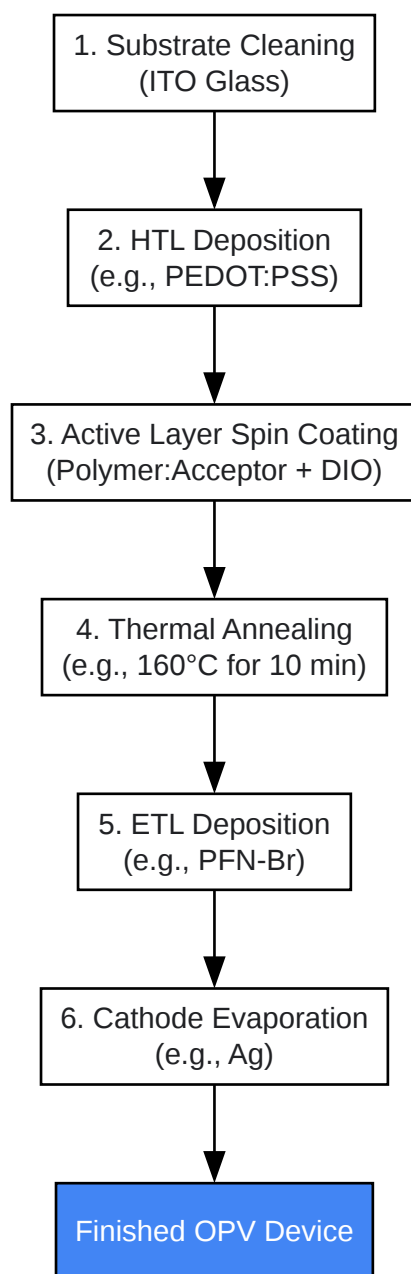 1. Substrate Cleaning
(ITO Glass)
2. HTL Deposition
(e.g., PEDOT:PSS)
3. Active Layer Spin Coating
(Polymer:Acceptor + DIO)
4. Thermal Annealing
(e.g., 160°C for 10 min)
5. ETL Deposition
(e.g., PFN-Br)
6. Cathode Evaporation
(e.g., Ag)
Finished OPV Device